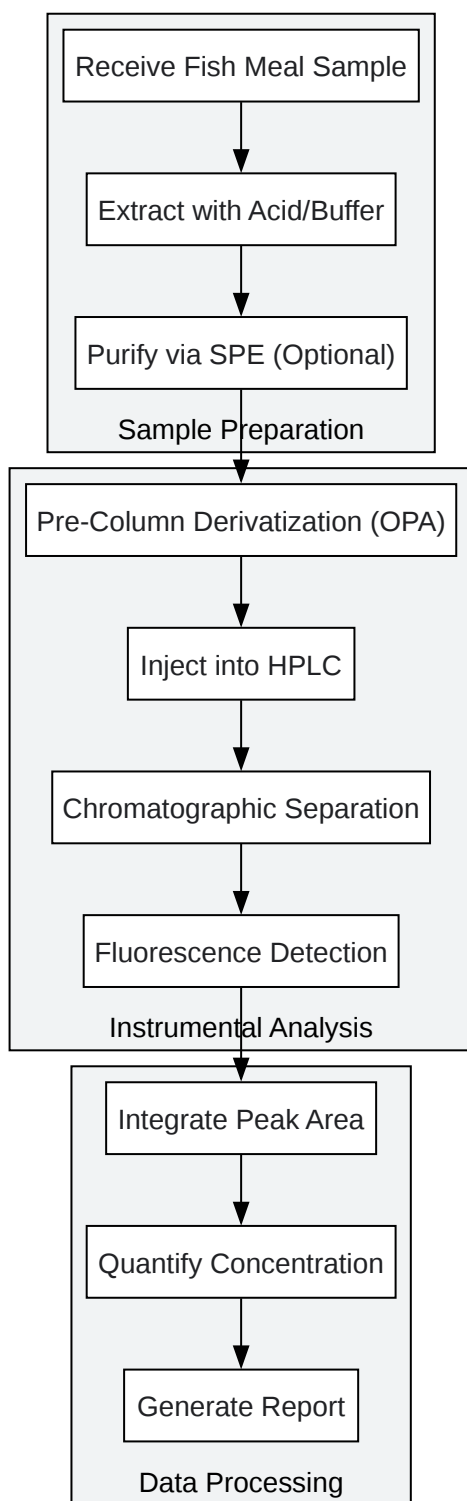 Receive Fish Meal Sample
Extract with Acid/Buffer
Purify via SPE (Optional)
Sample Preparation
Pre-Column Derivatization (OPA)
Inject into HPLC
Chromatographic Separation
Fluorescence Detection
Instrumental Analysis
Integrate Peak Area
Quantify Concentration
Generate Report
Data Processing